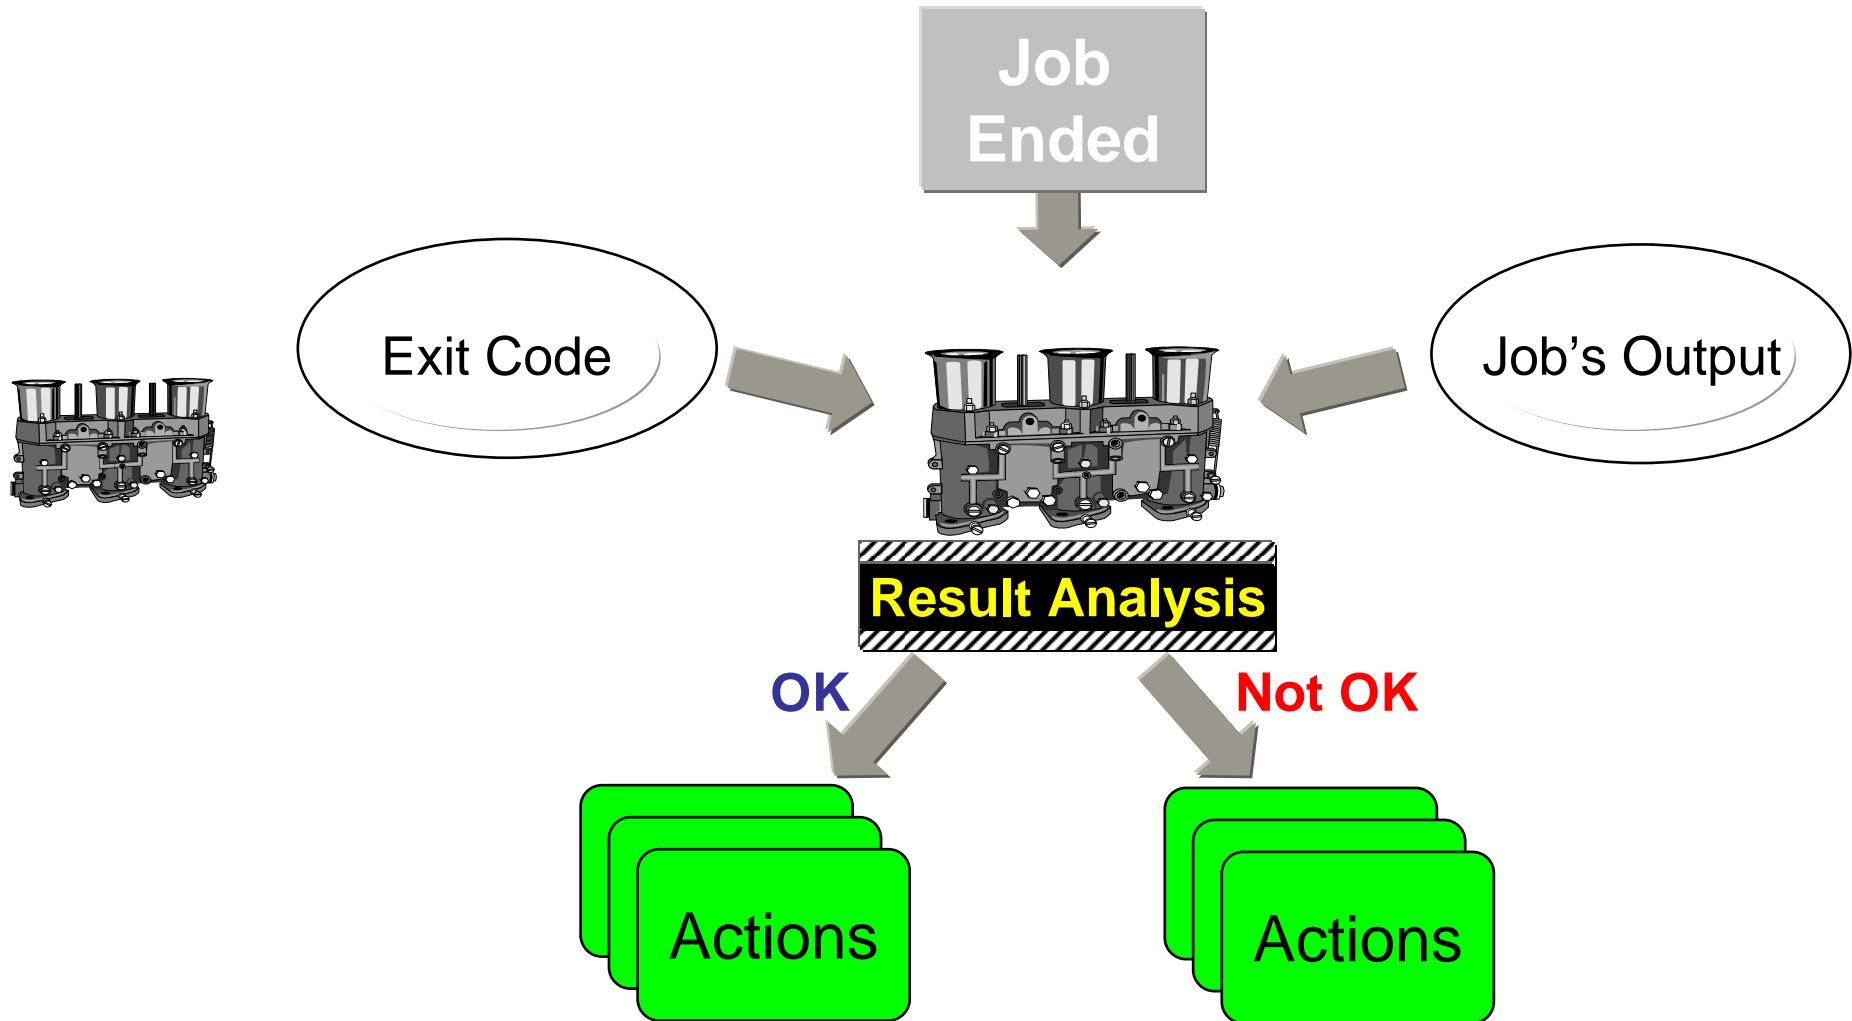 Job
Ended
Exit Code
Job’s Output
Result Analysis
OK
Not OK
Actions
Actions